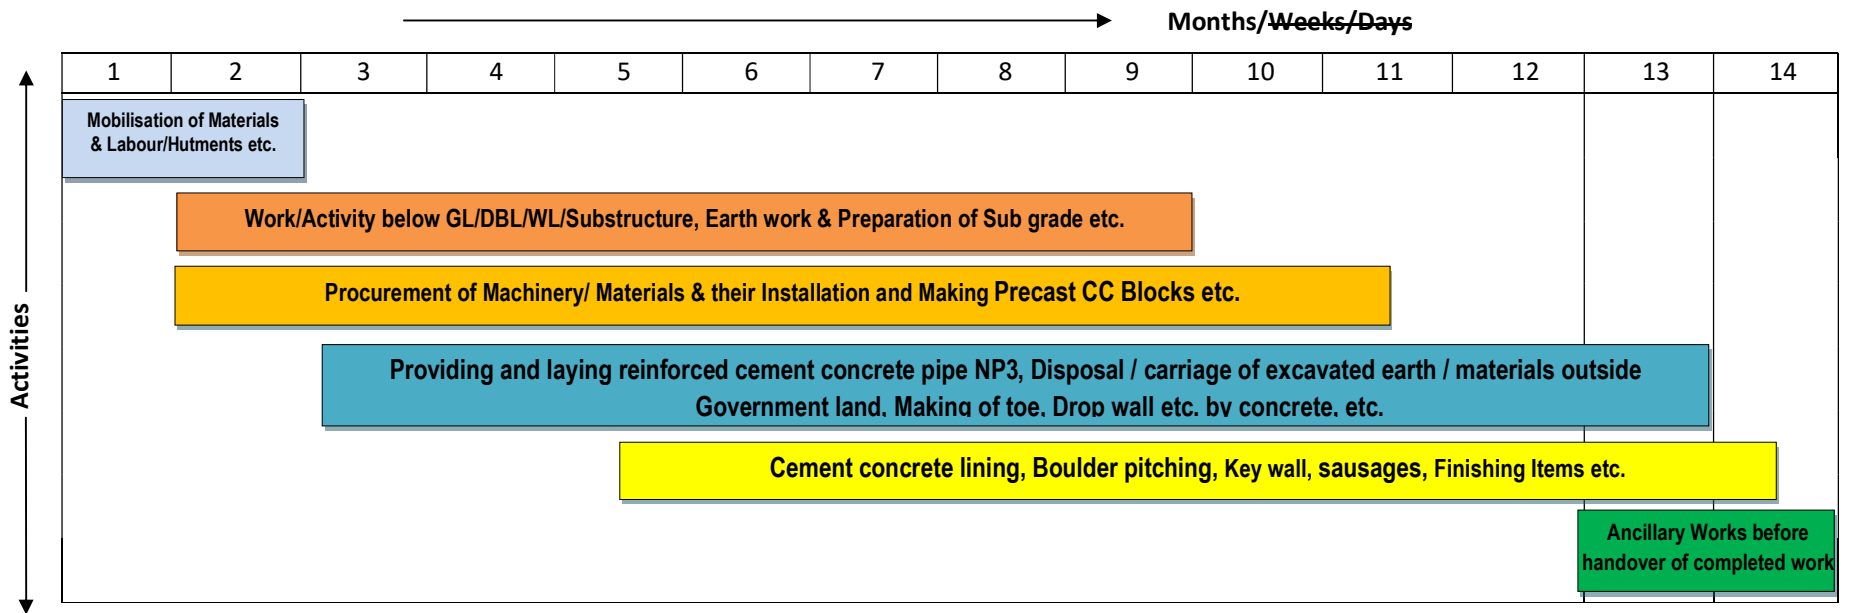 Months/Weeks/Days
1 2 3 4 5 6 7 8 9 10 11 12 13 14
Activities
Mobilisation of Materials
& Labour/Hutments etc.
Work/Activity below GL/DBL/WL/Substructure, Earth work & Preparation of Sub grade etc.
Procurement of Machinery/ Materials & their Installation and Making Precast CC Blocks etc.
Providing and laying reinforced cement concrete pipe NP3, Disposal / carriage of excavated earth / materials outside
Government land, Making of toe, Drop wall etc. by concrete, etc.
Cement concrete lining, Boulder pitching, Key wall, sausages, Finishing Items etc.
Ancillary Works before
handover of completed work